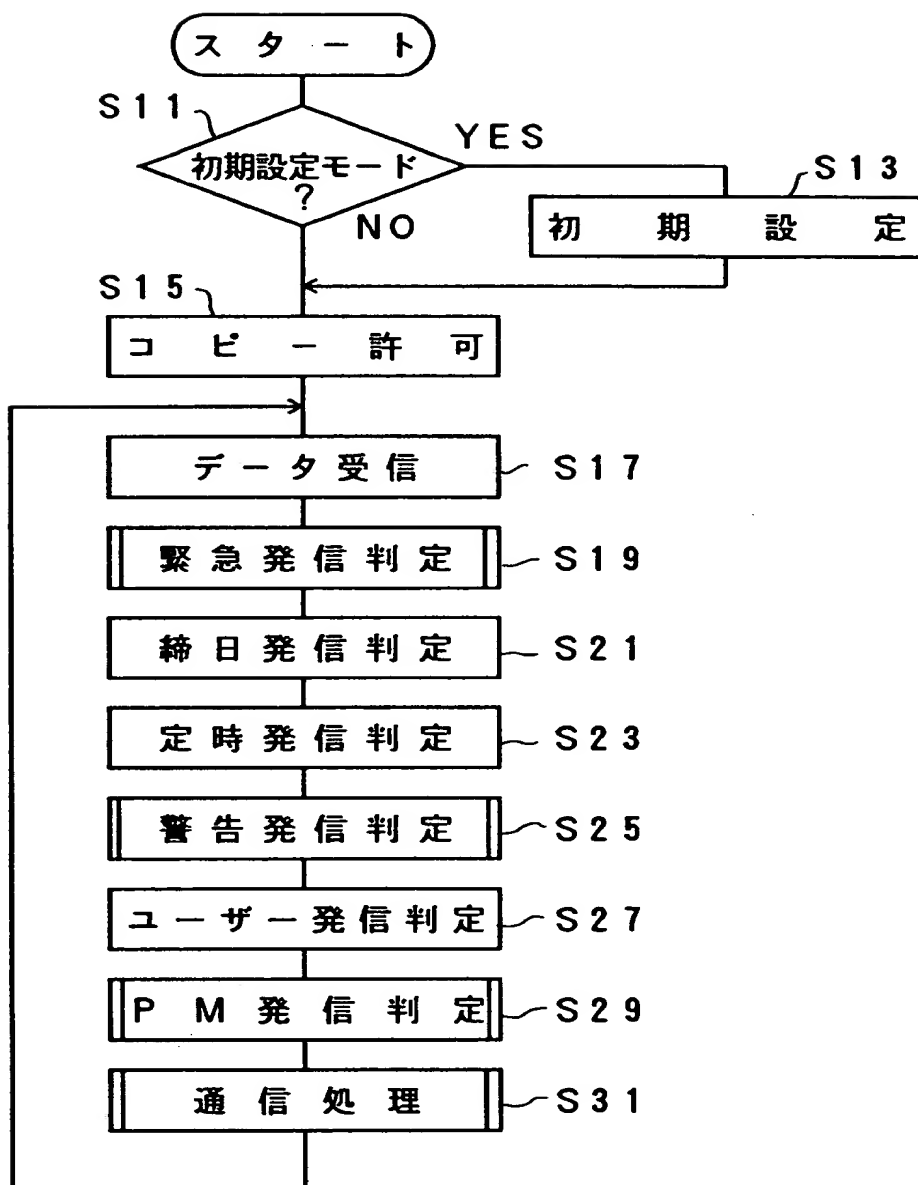 スタート
S11
初期設定モード
?
YES
NO
S13
初期設定
S15
コピー許可
データ受信
S17
緊急発信判定
S19
締日発信判定
S21
定時発信判定
S23
警告発信判定
S25
ユーザー発信判定
S27
PM発信判定
S29
通信処理
S31